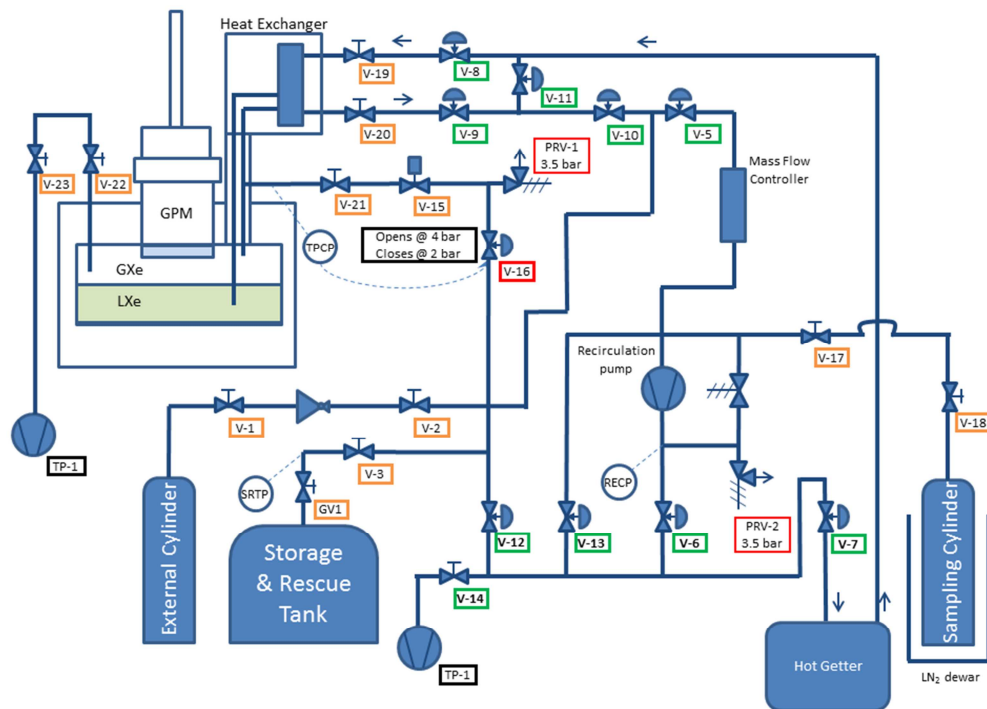 Heat Exchanger
V-19
V-8
V-11
V-20
V-9
V-10
V-5
PRV-1
3.5 bar
Mass Flow
Controller
V-23
V-22
V-21
V-15
GPM
TPCP
Opens @ 4 bar
Closes @ 2 bar
V-16
GXe
LXe
Recirculation
pump
V-17
V-1
V-2
V-18
TP-1
V-3
SRTP
GV1
RECP
External Cylinder
Storage
& Rescue
Tank
V-12
V-13
V-6
PRV-2
3.5 bar
V-7
Sampling Cylinder
V-14
TP-1
Hot Getter
LN₂ dewar